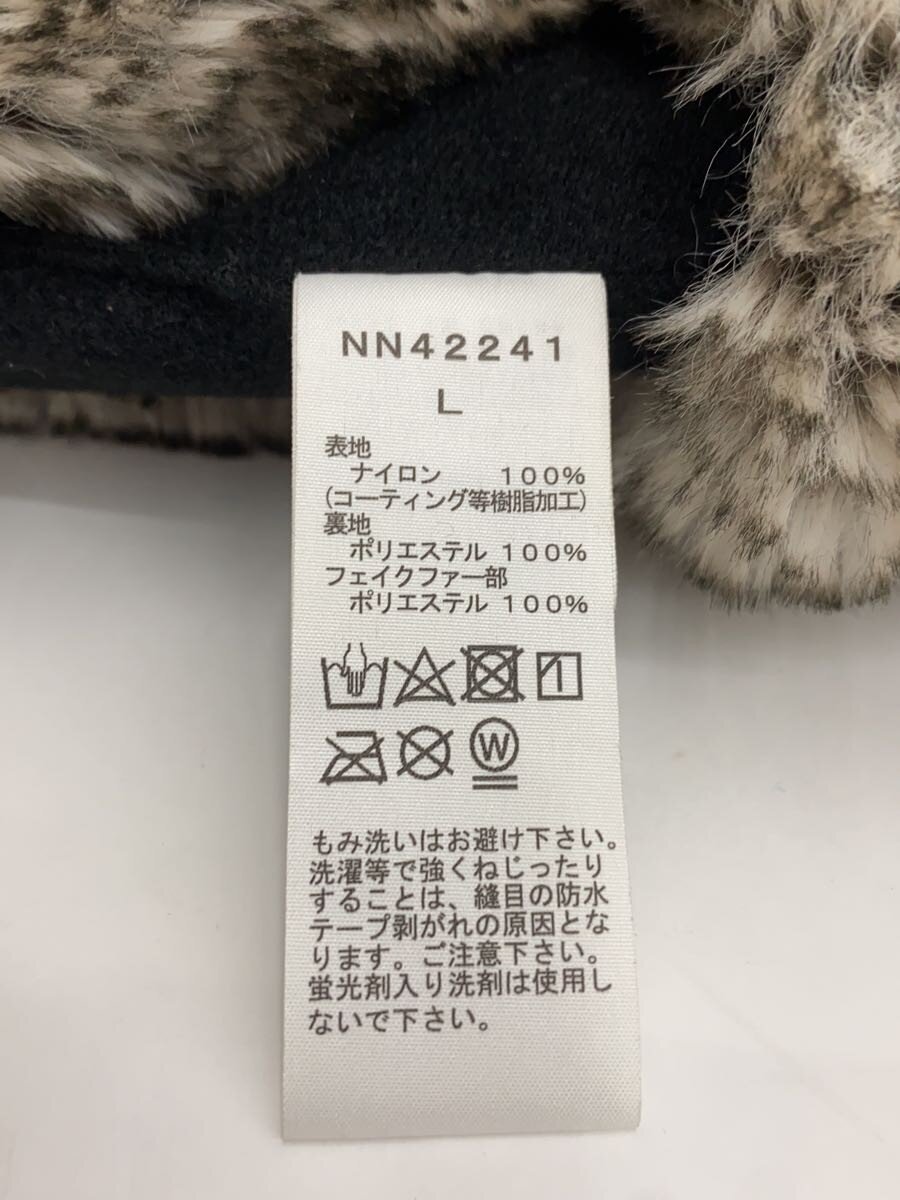 NN42241
L
表地
ナイロン 100%
(コーティング等樹脂加工)
裏地
ポリエステル 100%
フェイクファー部
ポリエステル 100%
W
もみ洗いはお避け下さい。
洗濯等で強くねじったり
することは、縫目の防水
テープ剥がれの原因とな
ります。ご注意下さい。
蛍光剤入り洗剤は使用し
ないで下さい。